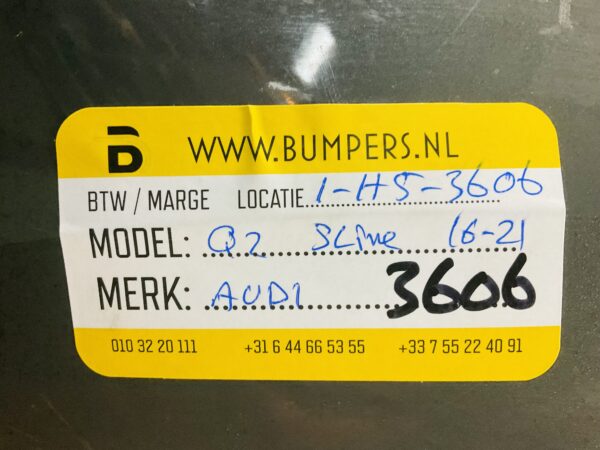 B WWW.BUMPERS.NL
BTW / MARGE LOCATIE 1-H5-3606
MODEL: Q2 SLine 16-21
MERK: AUDI 3606
010 32 20 111 +31 6 44 66 53 55 +33 7 55 22 40 91